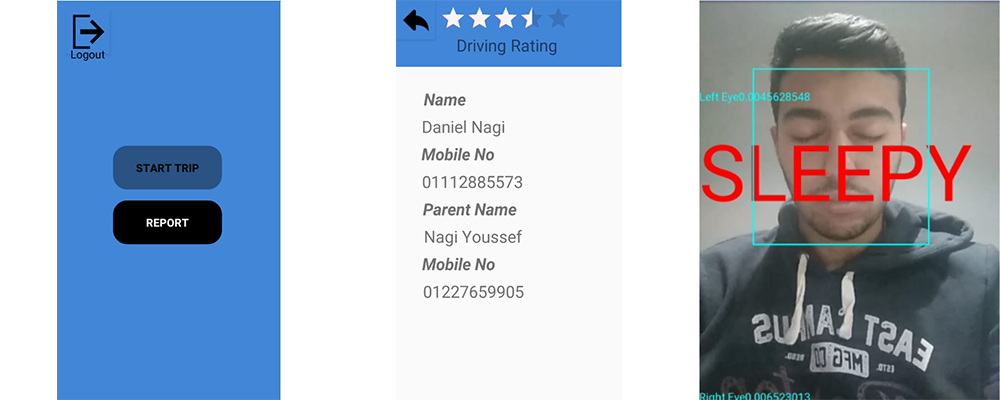 Logout
START TRIP
REPORT
Driving Rating
Name
Daniel Nagi
Mobile No
01112885573
Parent Name
Nagi Youssef
Mobile No
01227659905
Left Eye0.0045628548
SLEEPY
EAST CAMPUS
MFG CO
ESTD.
Right Eye0.006523013